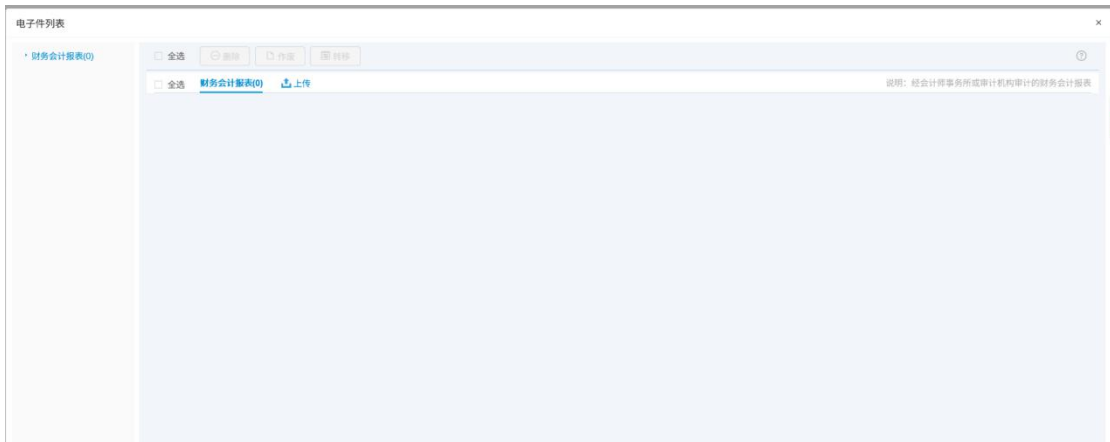 电子件列表
×
· 财务会计报表(0)
全选 删除 作废 转移
全选 财务会计报表(0) 上传 说明：经会计师事务所或审计机构审计的财务会计报表